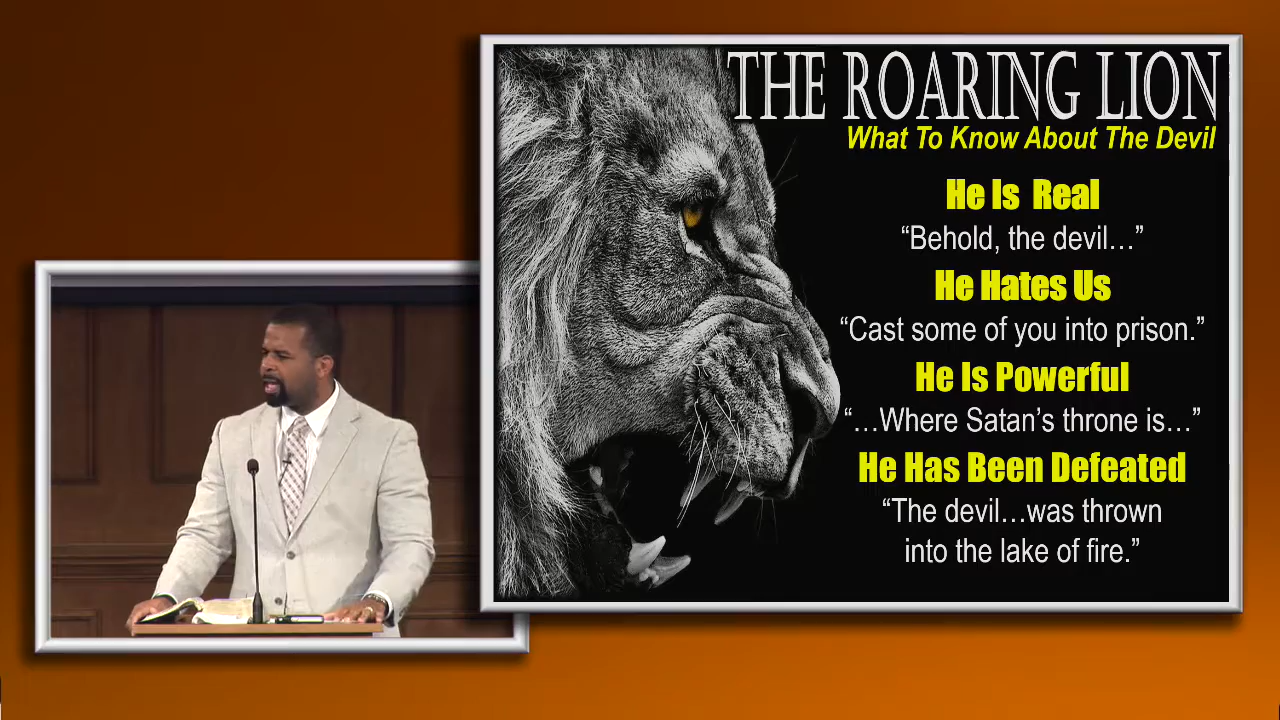 THE ROARING LION
What To Know About The Devil
He Is Real
“Behold, the devil…”
He Hates Us
“Cast some of you into prison.”
He Is Powerful
“…Where Satan’s throne is…”
He Has Been Defeated
“The devil…was thrown
into the lake of fire.”